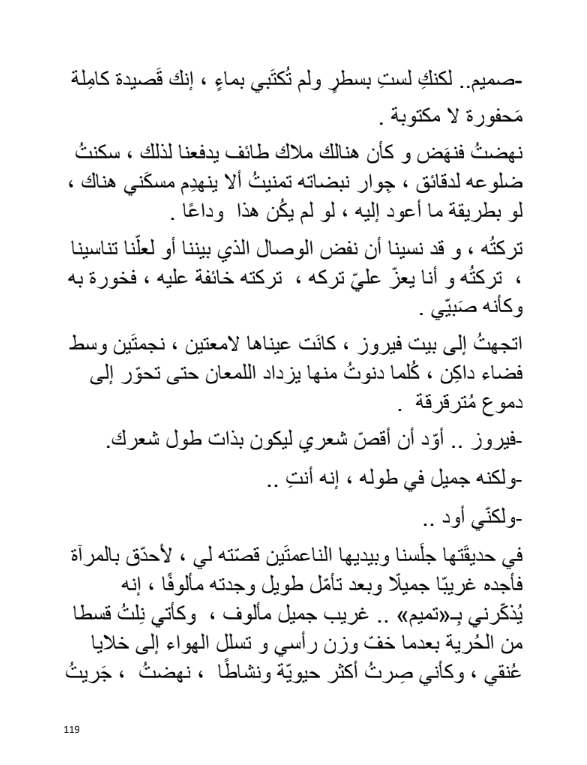 -صميم.. لكنكِ لستِ بسطرٍ ولم تُكتَبي بماءٍ ، إنك قَصيدة كامِلة
مَحفورة لا مكتوبة .
نهضتُ فنهَض و كأن هنالك ملاك طائف يدفعنا لذلك ، سكنتُ
ضلوعه لدقائق ، جِوار نبضاته تمنيتُ ألا ينهدِم مسكَني هناك ،
لو بطريقة ما أعود إليه ، لو لم يكُن هذا وداعًا .
تركتُه ، و قد نسينا أن نفض الوصال الذي بيننا أو لعلّنا تناسينا
، تركتُه و أنا يعزّ عليّ تركه ، تركته خائفة عليه ، فخورة به
وكأنه صَبيّي .
اتجهتُ إلى بيت فيروز ، كانَت عيناها لامعتين ، نجمتَين وسط
فضاء داكِن ، كُلما دنوتُ منها يزداد اللمعان حتى تحوّر إلى
دموع مُترقرقة .
-فيروز .. أوّد أن أقصّ شعري ليكون بذات طول شعرك.
-ولكنه جميل في طوله ، إنه أنتِ ..
-ولكنّي أود ..
في حديقَتها جلَسنا وبيديها الناعمتَين قصّته لي ، لأحدّق بالمرآة
فأجده غريبًا جميلًا وبعد تأمّل طويل وجدته مألوفًا ، إنه
يُذكّرني بِـ«تميم» .. غريب جميل مألوف ، وكأني نِلتُ قسطا
من الحُرية بعدما خفّ وزن رأسي و تسلل الهواء إلى خلايا
عُنقي ، وكأني صِرتُ أكثر حيويّة ونشاطًا ، نهضتُ ، جَريتُ
119